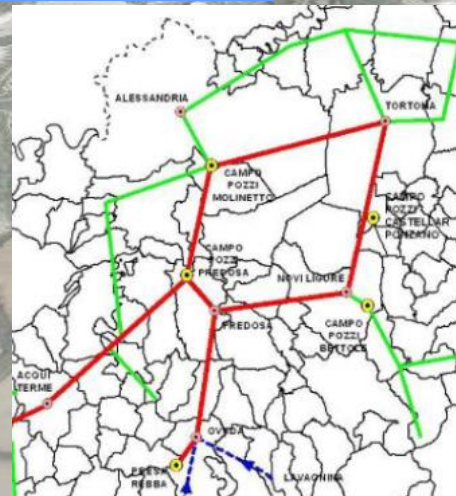 ALESSANDRIA
TORTONA
CAMPO
POZZI
MOLINETTO
CAMPO
POZZI
CASTELLAR
PONZANO
CAMPO
POZZI
PREDOSA
NOVI LIGURE
PREDOSA
CAMPO
POZZI
BETTOLE
ACQUI
TERME
OVADA
PRESA
REBBA
LAVAGNINA